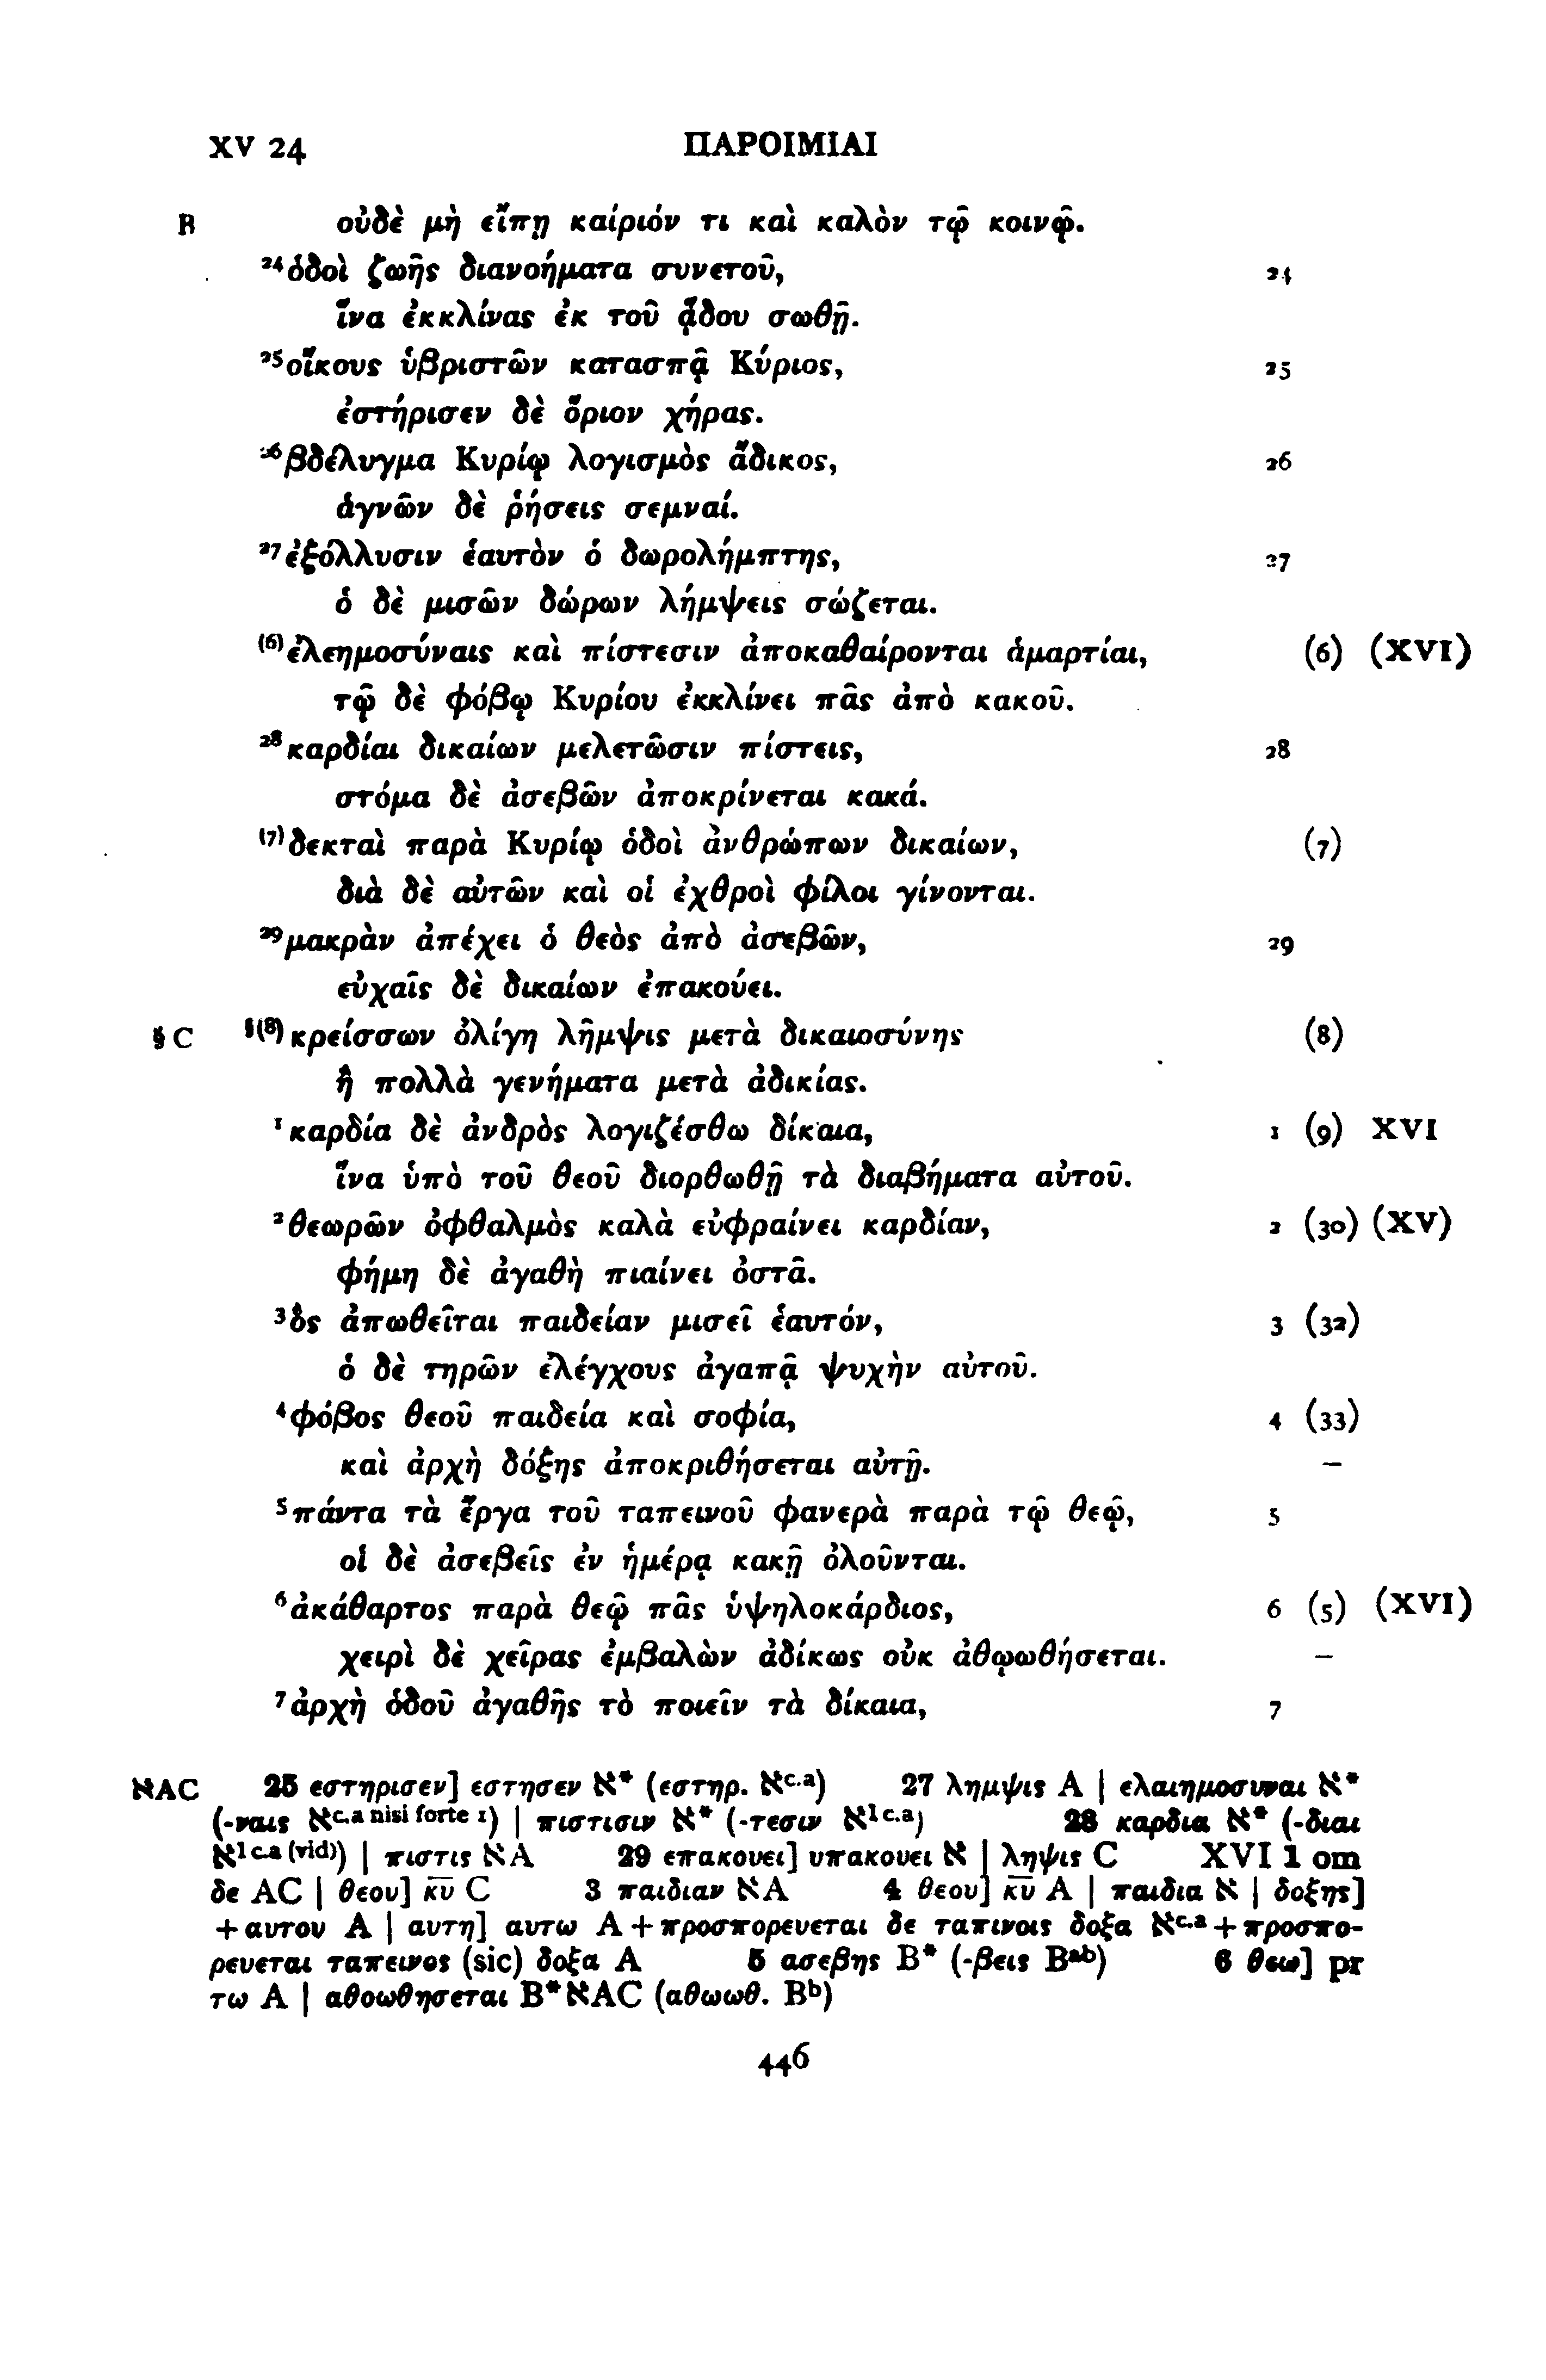 XV 24 ΠΑΡΟΙΜΙΑΙ
B οὐδὲ μὴ εἴπῃ καίριόν τι καὶ καλὸν τῷ κοινῷ.
²⁴ὁδοὶ ζωῆς διανοήματα συνετοῦ, 24
ἵνα ἐκκλίνας ἐκ τοῦ ᾅδου σωθῇ.
²⁵οἴκους ὑβριστῶν κατασπᾷ Κύριος, 25
ἐστήρισεν δὲ ὅριον χήρας.
²⁶βδέλυγμα Κυρίῳ λογισμὸς ἄδικος, 26
ἁγνῶν δὲ ῥήσεις σεμναί.
²⁷ἐξόλλυσιν ἑαυτὸν ὁ δωρολήμπτης, 27
ὁ δὲ μισῶν δώρων λήμψεις σώζεται.
⁽⁶⁾ἐλεημοσύναις καὶ πίστεσιν ἀποκαθαίρονται ἁμαρτίαι, (6) (XVI)
τῷ δὲ φόβῳ Κυρίου ἐκκλίνει πᾶς ἀπὸ κακοῦ.
²⁸καρδίαι δικαίων μελετῶσιν πίστεις, 28
στόμα δὲ ἀσεβῶν ἀποκρίνεται κακά.
⁽⁷⁾δεκταὶ παρὰ Κυρίῳ ὁδοὶ ἀνθρώπων δικαίων, (7)
διὰ δὲ αὐτῶν καὶ οἱ ἐχθροὶ φίλοι γίνονται.
²⁹μακρὰν ἀπέχει ὁ θεὸς ἀπὸ ἀσεβῶν, 29
εὐχαῖς δὲ δικαίων ἐπακούει.
§ C §⁽⁸⁾κρείσσων ὀλίγη λῆμψις μετὰ δικαιοσύνης (8)
ἢ πολλὰ γενήματα μετὰ ἀδικίας.
¹καρδία δὲ ἀνδρὸς λογιζέσθω δίκαια, 1 (9) XVI
ἵνα ὑπὸ τοῦ θεοῦ διορθωθῇ τὰ διαβήματα αὐτοῦ.
²θεωρῶν ὀφθαλμὸς καλὰ εὐφραίνει καρδίαν, 2 (30) (XV)
φήμη δὲ ἀγαθὴ πιαίνει ὀστᾶ.
³ὃς ἀπωθεῖται παιδείαν μισεῖ ἑαυτόν, 3 (32)
ὁ δὲ τηρῶν ἐλέγχους ἀγαπᾷ ψυχὴν αὐτοῦ.
⁴φόβος θεοῦ παιδεία καὶ σοφία, 4 (33)
καὶ ἀρχὴ δόξης ἀποκριθήσεται αὐτῇ. –
⁵πάντα τὰ ἔργα τοῦ ταπεινοῦ φανερὰ παρὰ τῷ θεῷ, 5
οἱ δὲ ἀσεβεῖς ἐν ἡμέρᾳ κακῇ ὀλοῦνται.
⁶ἀκάθαρτος παρὰ θεῷ πᾶς ὑψηλοκάρδιος, 6 (5) (XVI)
χειρὶ δὲ χεῖρας ἐμβαλὼν ἀδίκως οὐκ ἀθῳωθήσεται. –
⁷ἀρχὴ ὁδοῦ ἀγαθῆς τὸ ποιεῖν τὰ δίκαια, 7
ℵAC 25 εστηρισεν] εστησεν ℵ* (εστηρ. ℵᶜ·ᵃ) 27 λημψις A | ελαιημοσυναι ℵ*
(-ναις ℵᶜ·ᵃ ⁿⁱˢⁱ ᶠᵒʳᵗᵉ ¹) | πιστισιν ℵ* (-τεσιν ℵ¹ ᶜ·ᵃ) 28 καρδια ℵ* (-διαι
ℵ¹ ᶜ·ᵃ ⁽ᵛⁱᵈ⁾) | πιστις ℵA 29 επακουει] υπακουει ℵ | ληψις C XVI 1 om
δε AC | θεου] κ̅υ̅ C 3 παιδιαν ℵA 4 θεου] κ̅υ̅ A | παιδια ℵ | δοξης]
+αυτου A | αυτη] αυτω A + προσπορευεται δε ταπινοις δοξα ℵᶜ·ᵃ + προσπο-
ρευεται ταπεινος (sic) δοξα A 5 ασεβης B* (-βεις Bᵃᵇ) 6 θεω] pr
τω A | αθοωθησεται B*ℵAC (αθωωθ. Bᵇ)
446